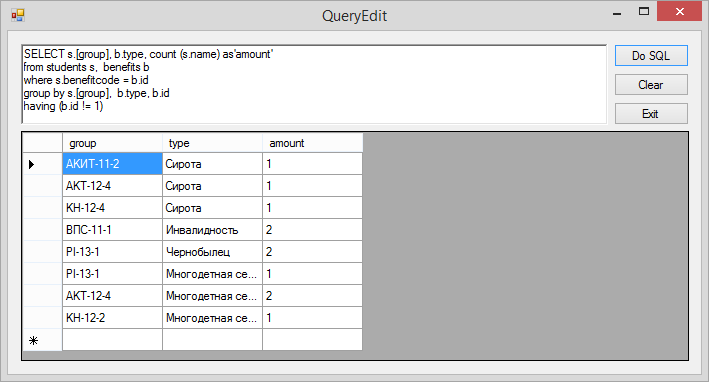 QueryEdit
SELECT s.[group], b.type, count (s.name) as'amount'
from students s,  benefits b
where s.benefitcode = b.id
group by s.[group],  b.type, b.id
having (b.id != 1)
Do SQL
Clear
Exit
group type amount
АКИТ-11-2 Сирота 1
АКТ-12-4 Сирота 1
КН-12-4 Сирота 1
ВПС-11-1 Инвалидность 2
РІ-13-1 Чернобылец 2
РІ-13-1 Многодетная се... 1
АКТ-12-4 Многодетная се... 2
КН-12-2 Многодетная се... 1